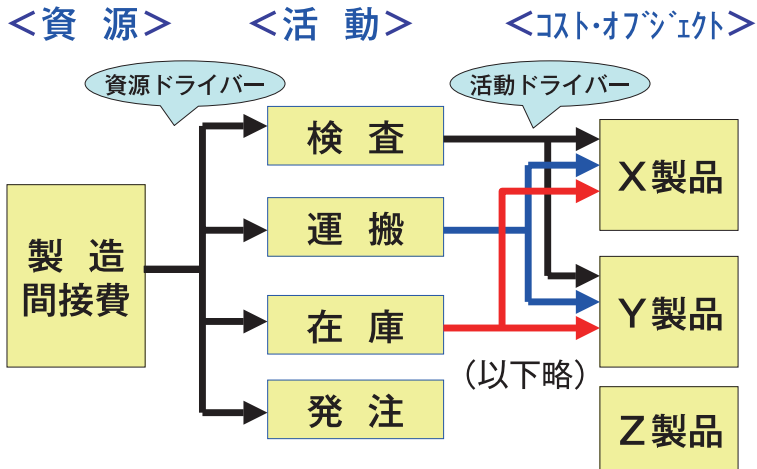 ＜資 源＞
＜活 動＞
＜ｺｽﾄ・ｵﾌﾞｼﾞｪｸﾄ＞
資源ドライバー
活動ドライバー
検 査
X製品
運 搬
製 造
間接費
Y製品
在 庫
（以下略）
発 注
Z製品